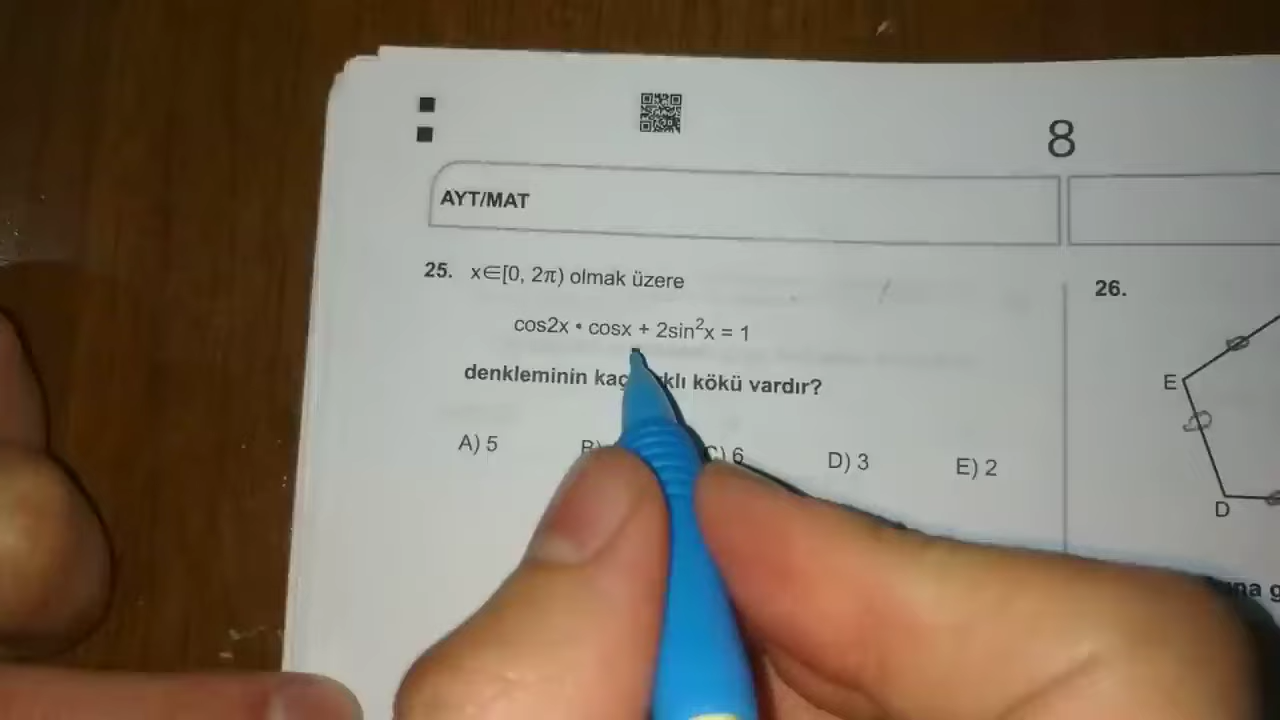 8
AYT/MAT
25. x∈[0, 2π) olmak üzere
cos2x • cosx + 2sin²x = 1
denkleminin kaç vardır kökü
A) 5 C) 6 D) 3 E) 2
26.
E
D